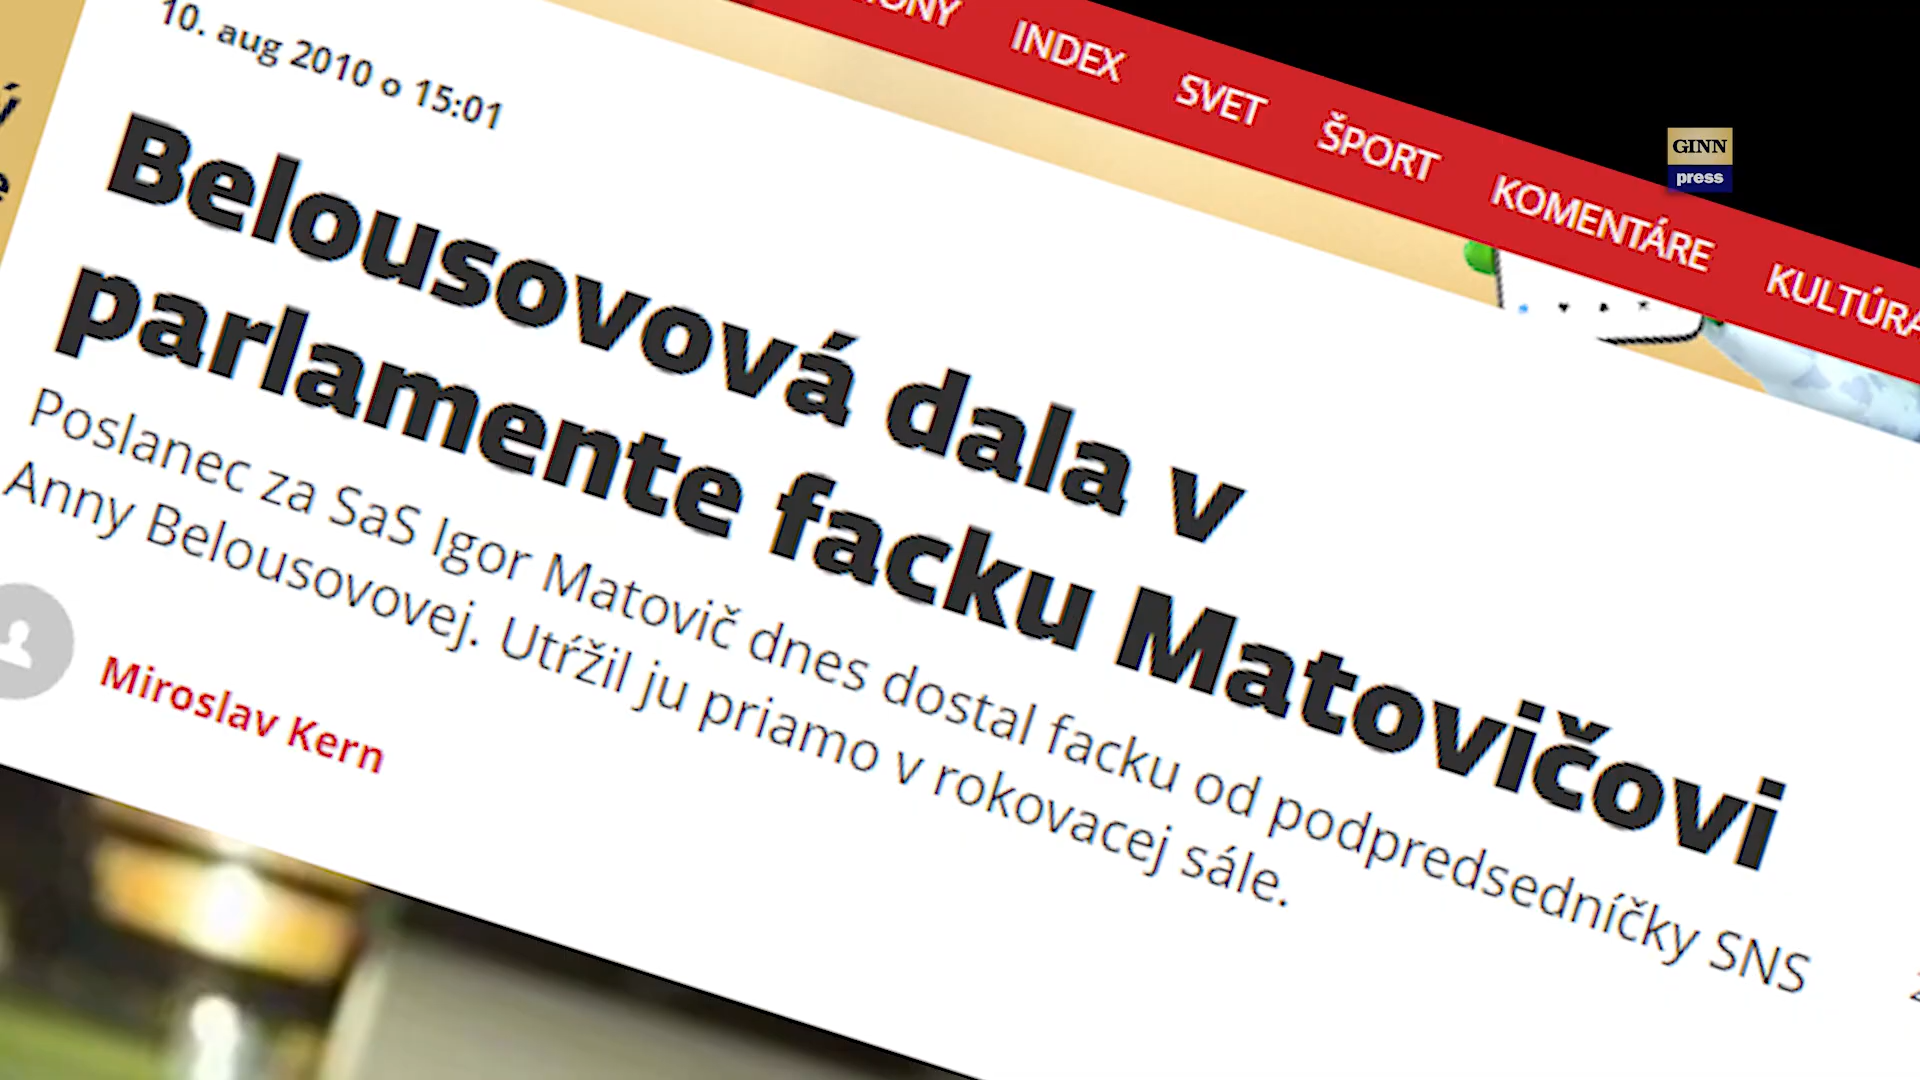 INDEX SVET ŠPORT KOMENTÁRE KULTÚRA
GINN
press
10. aug 2010 o 15:01
Belousovová dala v
parlamente facku Matovičovi
Poslanec za SaS Igor Matovič dnes dostal facku od podpredsedníčky SNS
Anny Belousovovej. Utŕžil ju priamo v rokovacej sále.
Miroslav Kern